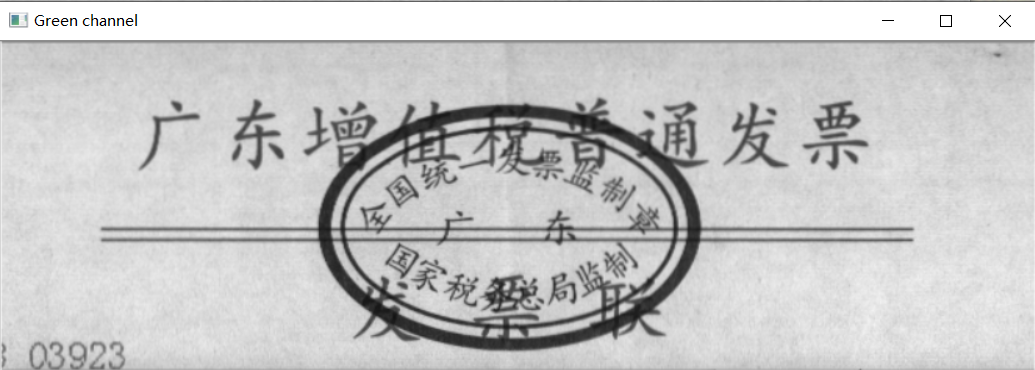 Green channel
广东增值税普通发票
全国统一发票监制章
广 东
国家税务总局监制
发 票 联
03923